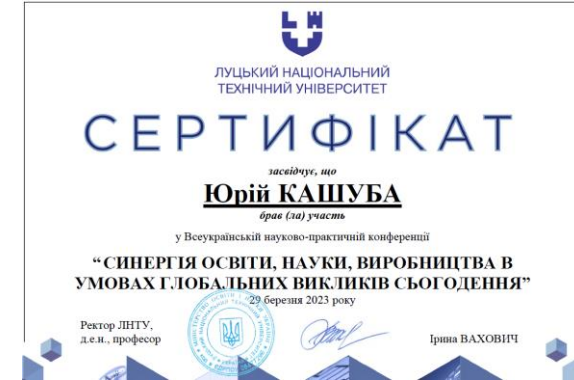 ЛУЦЬКИЙ НАЦІОНАЛЬНИЙ
ТЕХНІЧНИЙ УНІВЕРСИТЕТ
СЕРТИФІКАТ
засвідчує, що
Юрій КАШУБА
брав (ла) участь
у Всеукраїнській науково-практичній конференції
“СИНЕРГІЯ ОСВІТИ, НАУКИ, ВИРОБНИЦТВА В
УМОВАХ ГЛОБАЛЬНИХ ВИКЛИКІВ СЬОГОДЕННЯ”
29 березня 2023 року
Ректор ЛНТУ,
д.е.н., професор
Ірина ВАХОВИЧ